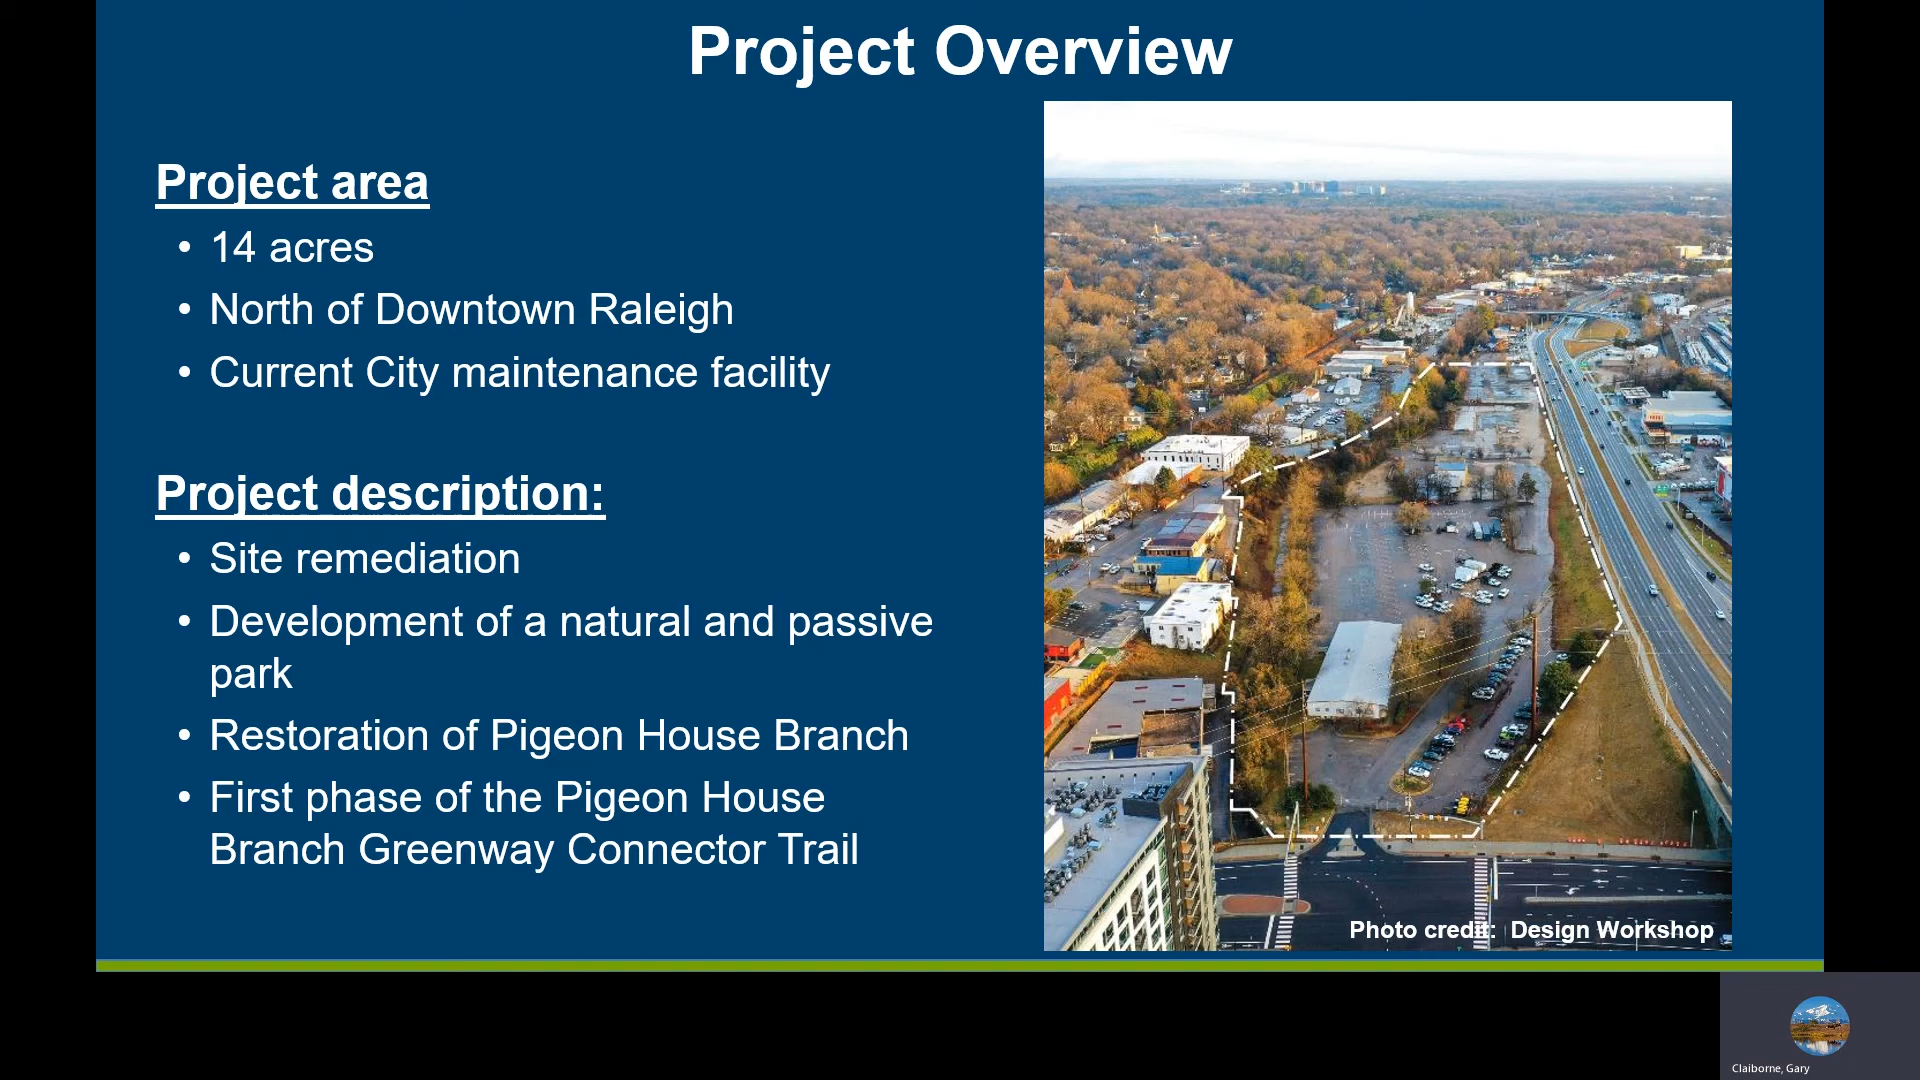 Project Overview
Project area
• 14 acres
• North of Downtown Raleigh
• Current City maintenance facility
Project description:
• Site remediation
• Development of a natural and passive
park
• Restoration of Pigeon House Branch
• First phase of the Pigeon House
Branch Greenway Connector Trail
Photo credit: Design Workshop
Claiborne, Gary